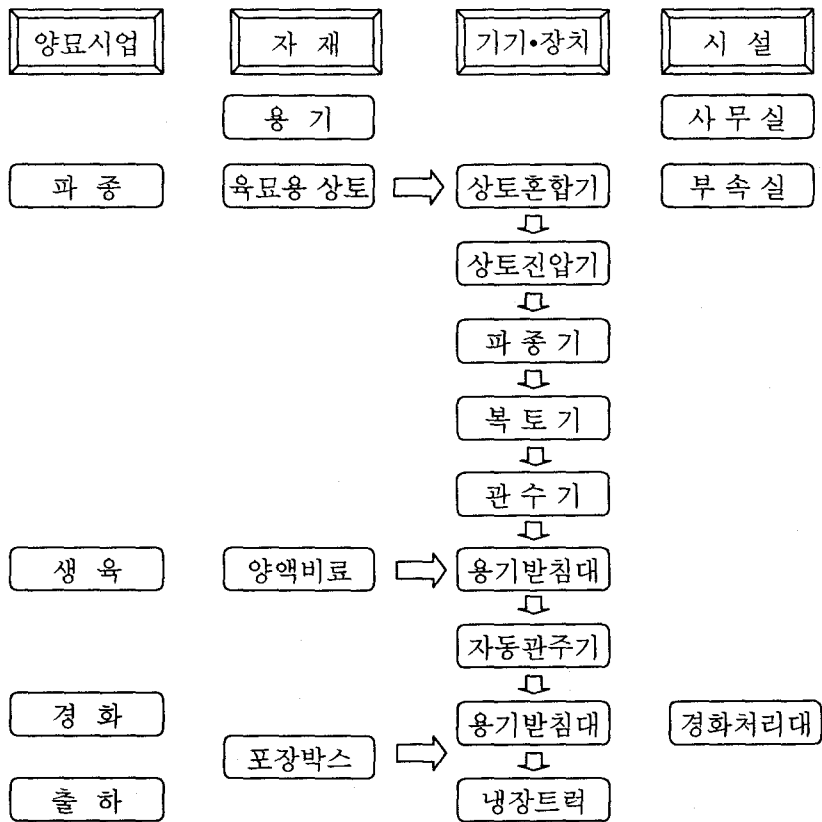 양묘시업 자 재 기기•장치 시 설
용 기 사 무 실
파 종 육묘용 상토 상토혼합기 부 속 실
상토진압기
파 종 기
복 토 기
관 수 기
생 육 양액비료 용기받침대
자동관주기
경 화 용기받침대 경화처리대
포장박스
출 하 냉장트럭